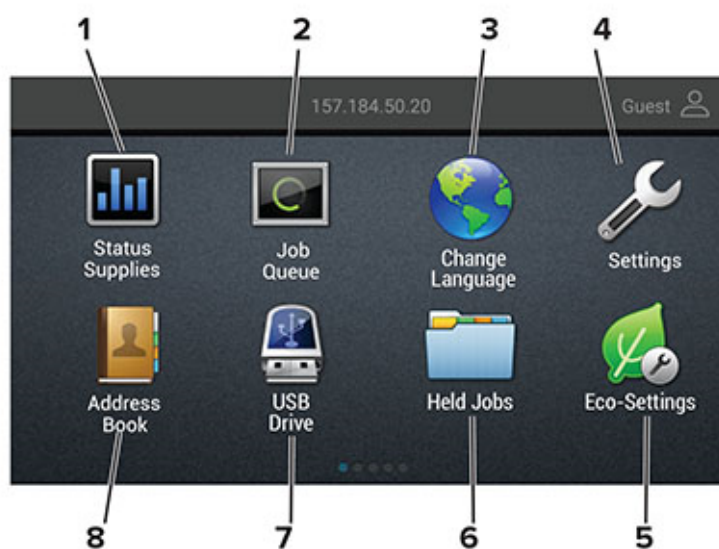 1 2 3 4
157.184.50.20 Guest
Status
Supplies
Job
Queue
Change
Language
Settings
Address
Book
USB
Drive
Held Jobs
Eco-Settings
8 7 6 5